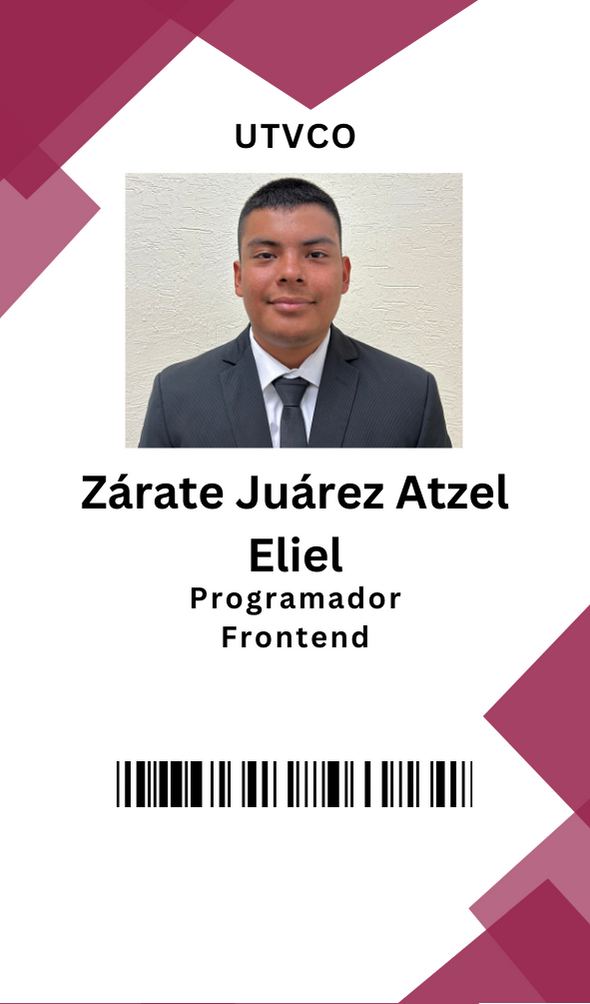 UTVCO
Zárate Juárez Atzel
Eliel
Programador
Frontend